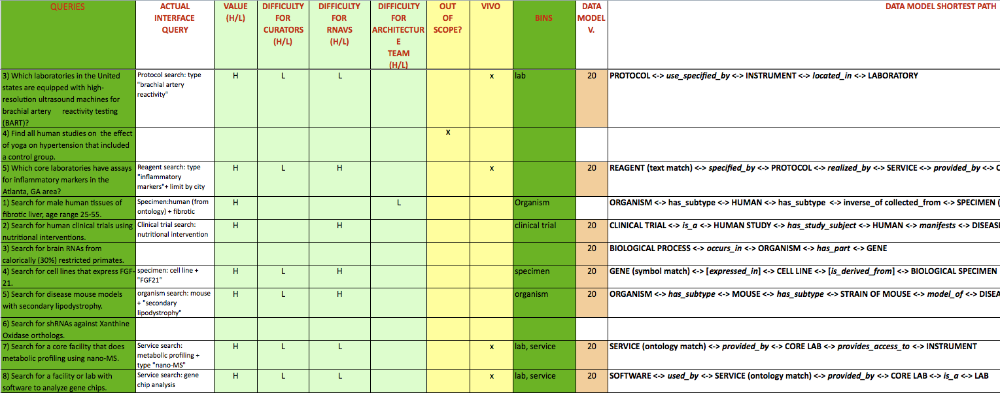 QUERIES
ACTUAL
INTERFACE
QUERY
VALUE
(H/L)
DIFFICULTY
FOR
CURATORS
(H/L)
DIFFICULTY
FOR
RNAVS
(H/L)
DIFFICULTY
FOR
ARCHITECTUR
E
TEAM
(H/L)
OUT
OF
SCOPE?
VIVO
BINS
DATA
MODEL
V.
DATA MODEL SHORTEST PATH
3) Which laboratories in the United
states are equipped with high-
resolution ultrasound machines for
brachial artery reactivity testing
(BART)?
Protocol search: type
"brachial artery
reactivity"
H
L
L
x
lab
20
PROTOCOL <-> use_specified_by <-> INSTRUMENT <-> located_in <-> LABORATORY
4) Find all human studies on the effect
of yoga on hypertension that included
a control group.
x
5) Which core laboratories have assays
for inflammatory markers in the
Atlanta, GA area?
Reagent search: type
"inflammatory
markers"+ limit by city
H
L
H
x
20
REAGENT (text match) <-> specified_by <-> PROTOCOL <-> realized_by <-> SERVICE <-> provided_by <->
1) Search for male human tissues of
fibrotic liver, age range 25-55.
Specimen:human (from
ontology) + fibrotic
H
L
Organism
ORGANISM <-> has_subtype <-> HUMAN <-> has_subtype <-> inverse_of collected_from <-> SPECIMEN (
2) Search for human clinical trials using
nutritional interventions.
Clinical trial search:
nutritional intervention
H
H
clinical trial
20
CLINICAL TRIAL <-> is_a <-> HUMAN STUDY <-> has_study_subject <-> HUMAN <-> manifests <-> DISEAS
3) Search for brain RNAs from
calorically (30%) restricted primates.
20
BIOLOGICAL PROCESS <-> occurs_in <-> ORGANISM <-> has_part <-> GENE
4) Search for cell lines that express FGF-
21.
specimen: cell line +
"FGF21"
H
L
H
specimen
20
GENE (symbol match) <-> [expressed_in] <-> CELL LINE <-> [is_derived_from] <-> BIOLOGICAL SPECIMEN
5) Search for disease mouse models
with secondary lipodystrophy.
organism search: mouse
+ "secondary
lipodystrophy"
H
L
H
organism
20
ORGANISM <-> has_subtype <-> MOUSE <-> has_subtype <-> STRAIN OF MOUSE <-> model_of <-> DISEA
6) Search for shRNAs against Xanthine
Oxidase orthologs.
7) Search for a core facility that does
metabolic profiling using nano-MS.
Service search:
metabolic profiling +
type "nano-MS"
H
L
L
x
lab, service
20
SERVICE (ontology match) <-> provided_by <-> CORE LAB <-> provides_access_to <-> INSTRUMENT
8) Search for a facility or lab with
software to analyze gene chips.
Service search: gene
chip analysis
H
L
L
x
lab, service
20
SOFTWARE <-> used_by <-> SERVICE (ontology match) <-> provided_by <-> CORE LAB <-> is_a <-> LAB